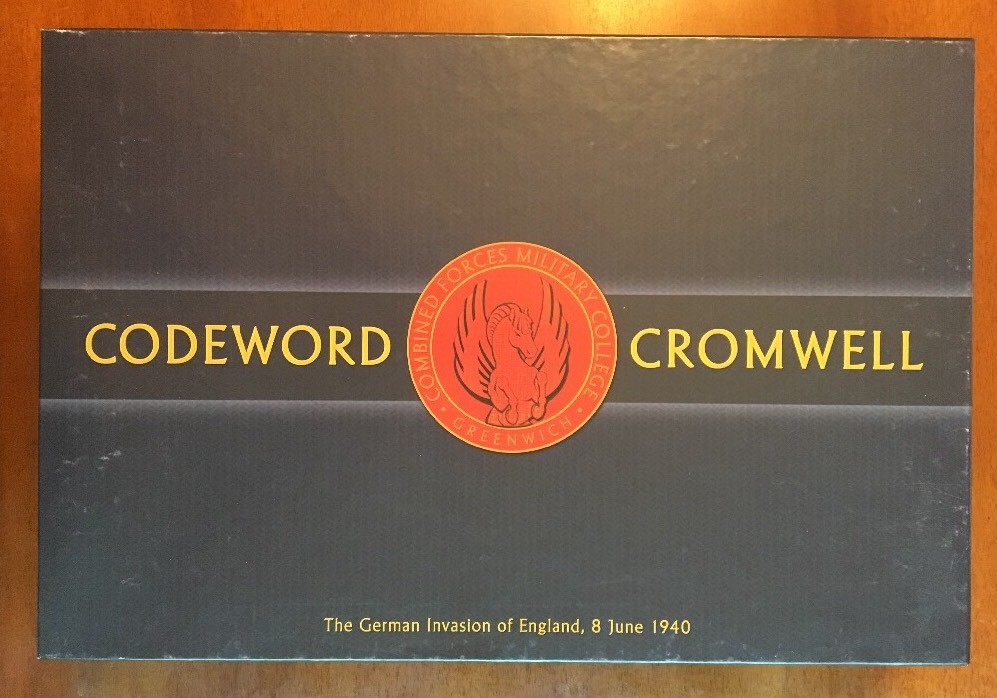 COMBINED FORCES MILITARY COLLEGE
CODEWORD CROMWELL
· GREENWICH ·
The German Invasion of England, 8 June 1940